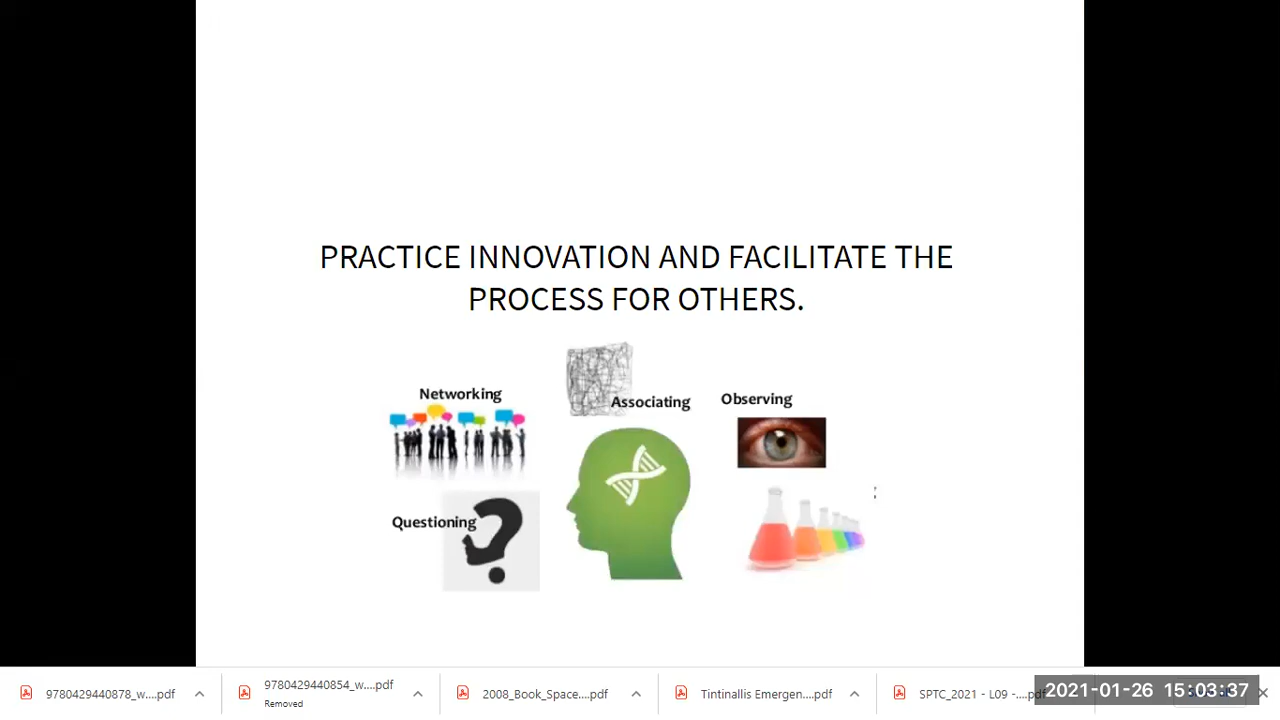 PRACTICE INNOVATION AND FACILITATE THE
PROCESS FOR OTHERS.
Networking
Associating
Observing
Questioning
9780429440878_w....pdf
9780429440854_w....pdf
Removed
2008_Book_Space....pdf
Tintinallis Emergen....pdf
SPTC_2021 - L09 -....pdf
2021-01-26 15:03:37